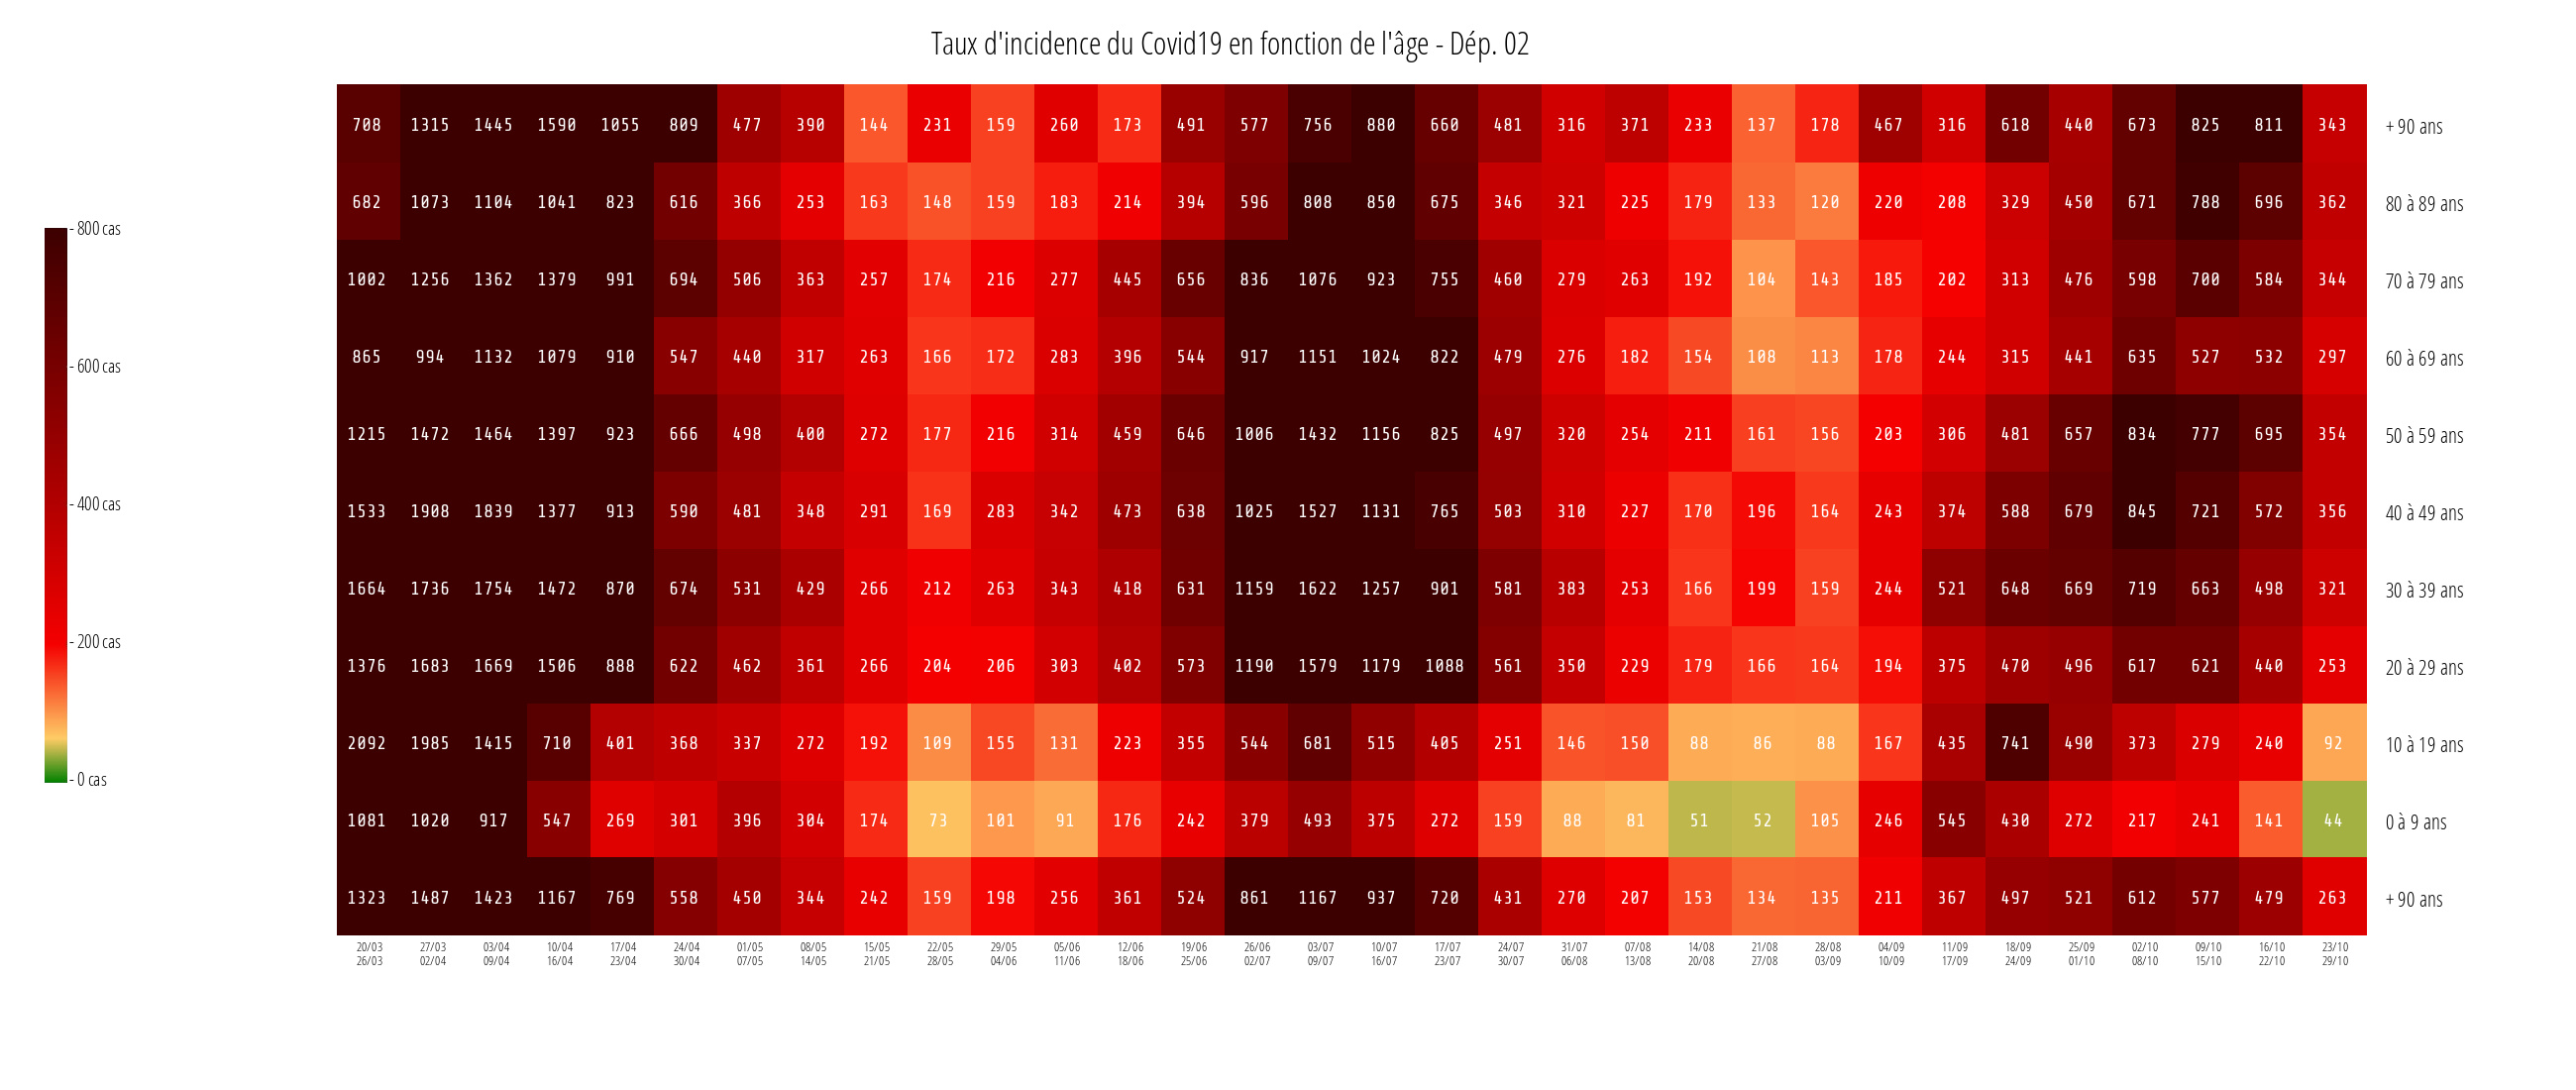 Taux d'incidence du Covid19 en fonction de l'âge - Dép. 02
- 800 cas
- 600 cas
- 400 cas
- 200 cas
- 0 cas
708 1315 1445 1590 1055 809 477 390 144 231 159 260 173 491 577 756 880 660 481 316 371 233 137 178 467 316 618 440 673 825 811 343 + 90 ans
682 1073 1104 1041 823 616 366 253 163 148 159 183 214 394 596 808 850 675 346 321 225 179 133 120 220 208 329 450 671 788 696 362 80 à 89 ans
1002 1256 1362 1379 991 694 506 363 257 174 216 277 445 656 836 1076 923 755 460 279 263 192 104 143 185 202 313 476 598 700 584 344 70 à 79 ans
865 994 1132 1079 910 547 440 317 263 166 172 283 396 544 917 1151 1024 822 479 276 182 154 108 113 178 244 315 441 635 527 532 297 60 à 69 ans
1215 1472 1464 1397 923 666 498 400 272 177 216 314 459 646 1006 1432 1156 825 497 320 254 211 161 156 203 306 481 657 834 777 695 354 50 à 59 ans
1533 1908 1839 1377 913 590 481 348 291 169 283 342 473 638 1025 1527 1131 765 503 310 227 170 196 164 243 374 588 679 845 721 572 356 40 à 49 ans
1664 1736 1754 1472 870 674 531 429 266 212 263 343 418 631 1159 1622 1257 901 581 383 253 166 199 159 244 521 648 669 719 663 498 321 30 à 39 ans
1376 1683 1669 1506 888 622 462 361 266 204 206 303 402 573 1190 1579 1179 1088 561 350 229 179 166 164 194 375 470 496 617 621 440 253 20 à 29 ans
2092 1985 1415 710 401 368 337 272 192 109 155 131 223 355 544 681 515 405 251 146 150 88 86 88 167 435 741 490 373 279 240 92 10 à 19 ans
1081 1020 917 547 269 301 396 304 174 73 101 91 176 242 379 493 375 272 159 88 81 51 52 105 246 545 430 272 217 241 141 44 0 à 9 ans
1323 1487 1423 1167 769 558 450 344 242 159 198 256 361 524 861 1167 937 720 431 270 207 153 134 135 211 367 497 521 612 577 479 263 + 90 ans
20/03 27/03 03/04 10/04 17/04 24/04 01/05 08/05 15/05 22/05 29/05 05/06 12/06 19/06 26/06 03/07 10/07 17/07 24/07 31/07 07/08 14/08 21/08 28/08 04/09 11/09 18/09 25/09 02/10 09/10 16/10 23/10
26/03 02/04 09/04 16/04 23/04 30/04 07/05 14/05 21/05 28/05 04/06 11/06 18/06 25/06 02/07 09/07 16/07 23/07 30/07 06/08 13/08 20/08 27/08 03/09 10/09 17/09 24/09 01/10 08/10 15/10 22/10 29/10